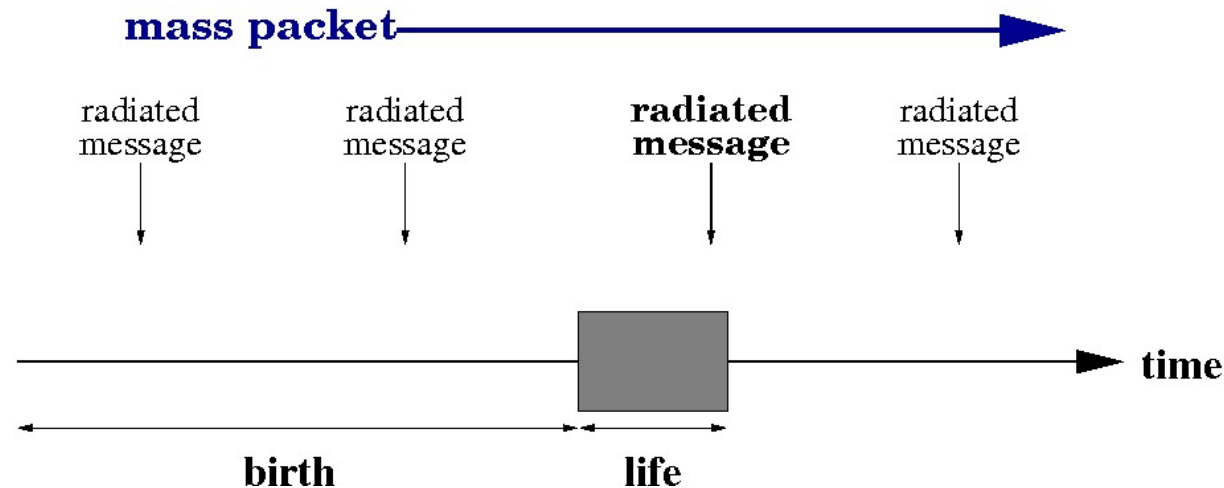 mass packet
radiated
message
radiated
message
radiated
message
radiated
message
time
birth
life